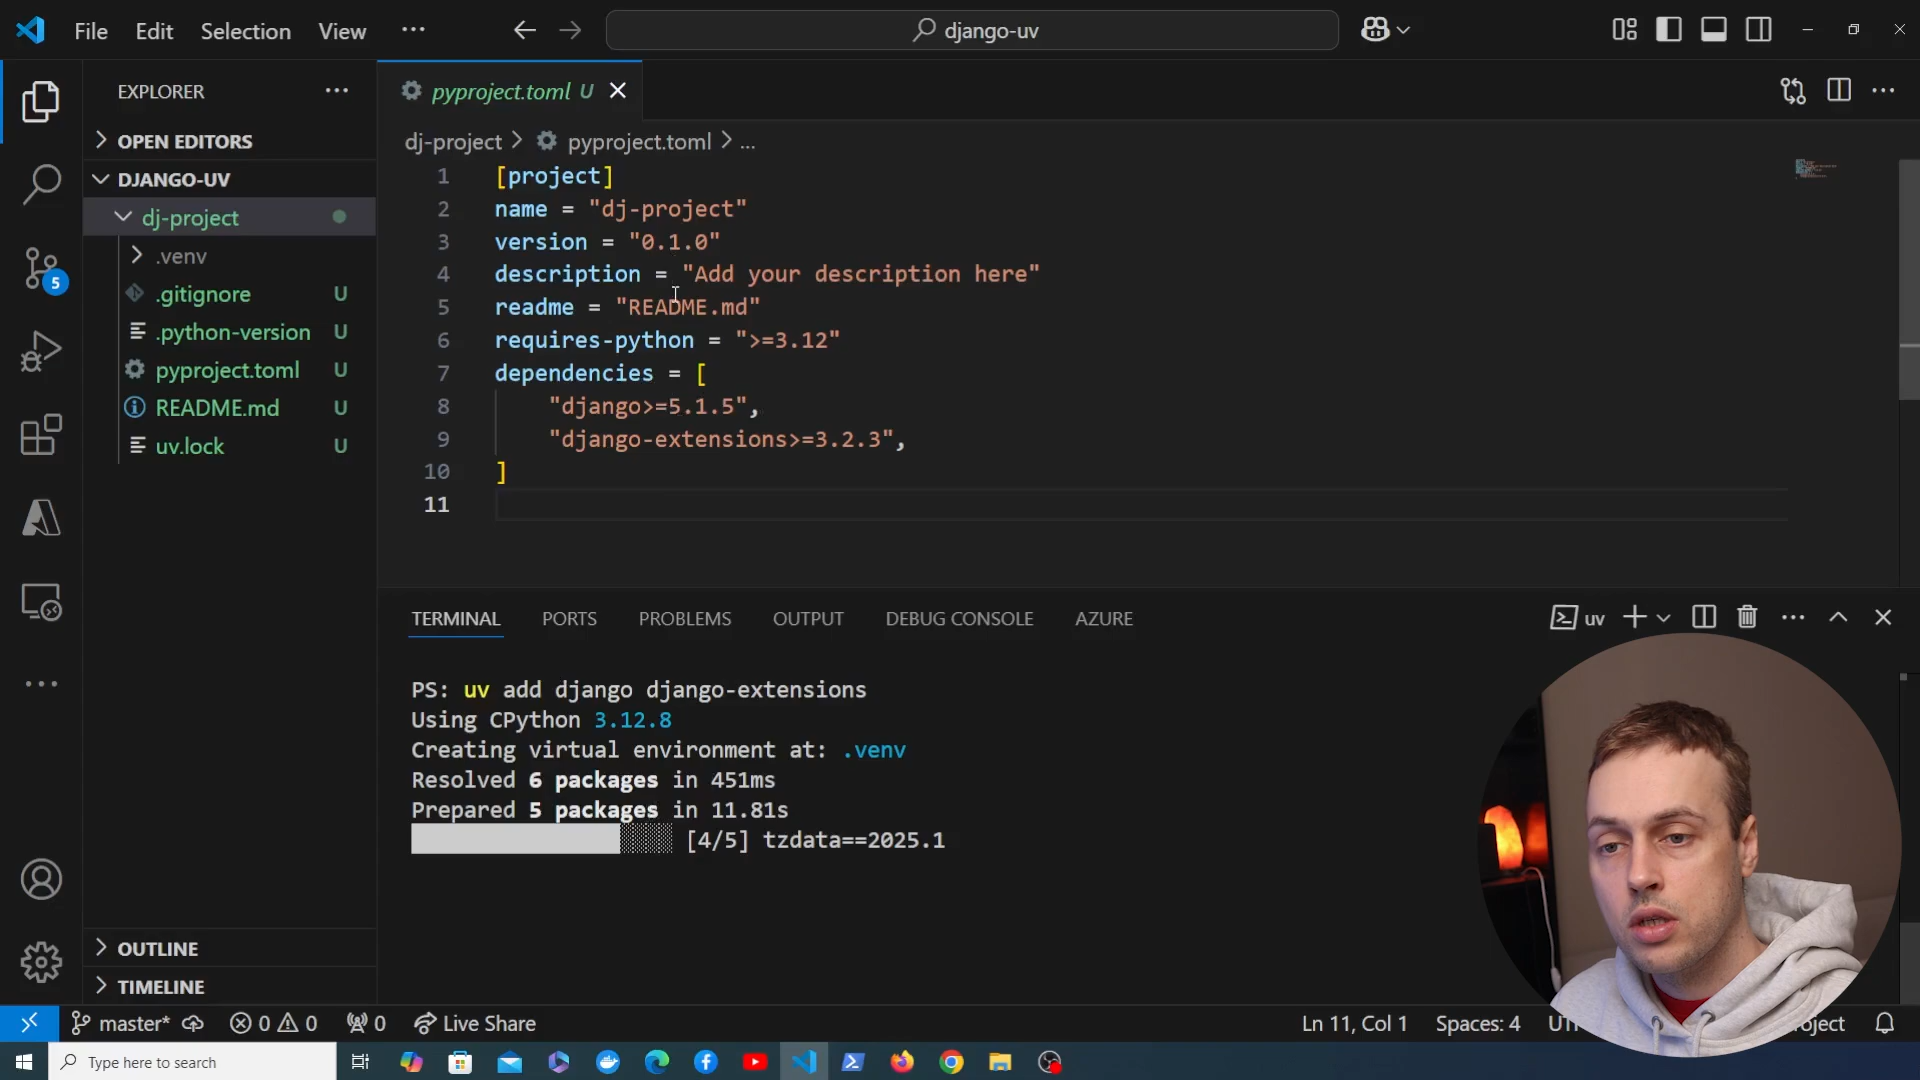 File Edit Selection View ...
django-uv
EXPLORER
OPEN EDITORS
DJANGO-UV
dj-project
.venv
.gitignore U
.python-version U
pyproject.toml U
README.md U
uv.lock U
5
OUTLINE
TIMELINE
pyproject.toml U
dj-project > pyproject.toml > ...
1 [project]
2 name = "dj-project"
3 version = "0.1.0"
4 description = "Add your description here"
5 readme = "README.md"
6 requires-python = ">=3.12"
7 dependencies = [
8 "django>=5.1.5",
9 "django-extensions>=3.2.3",
10 ]
11
TERMINAL PORTS PROBLEMS OUTPUT DEBUG CONSOLE AZURE
uv
PS: uv add django django-extensions
Using CPython 3.12.8
Creating virtual environment at: .venv
Resolved 6 packages in 451ms
Prepared 5 packages in 11.81s
[4/5] tzdata==2025.1
master* 0 0 0 Live Share
Ln 11, Col 1 Spaces: 4
Type here to search